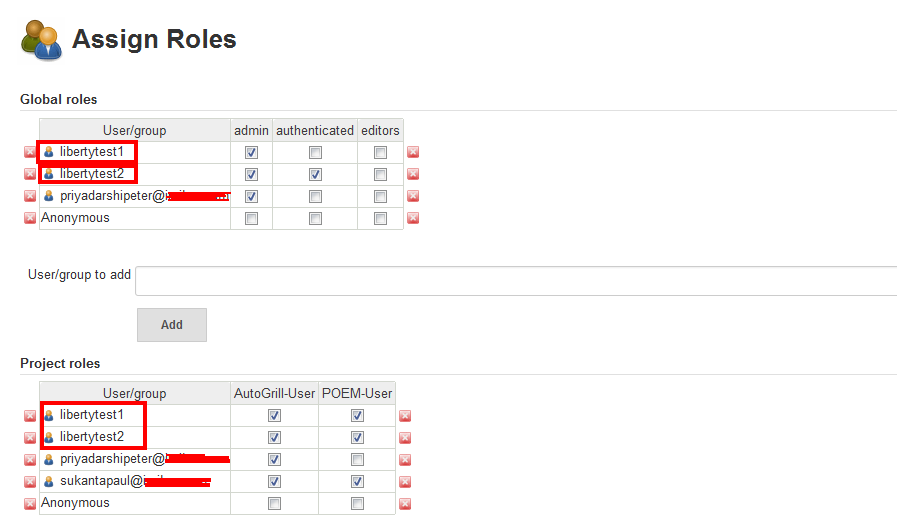 Assign Roles
Global roles
User/group admin authenticated editors
libertytest1
libertytest2
priyadarshipeter@
Anonymous
User/group to add
Add
Project roles
User/group AutoGrill-User POEM-User
libertytest1
libertytest2
priyadarshipeter@
sukantapaul@
Anonymous